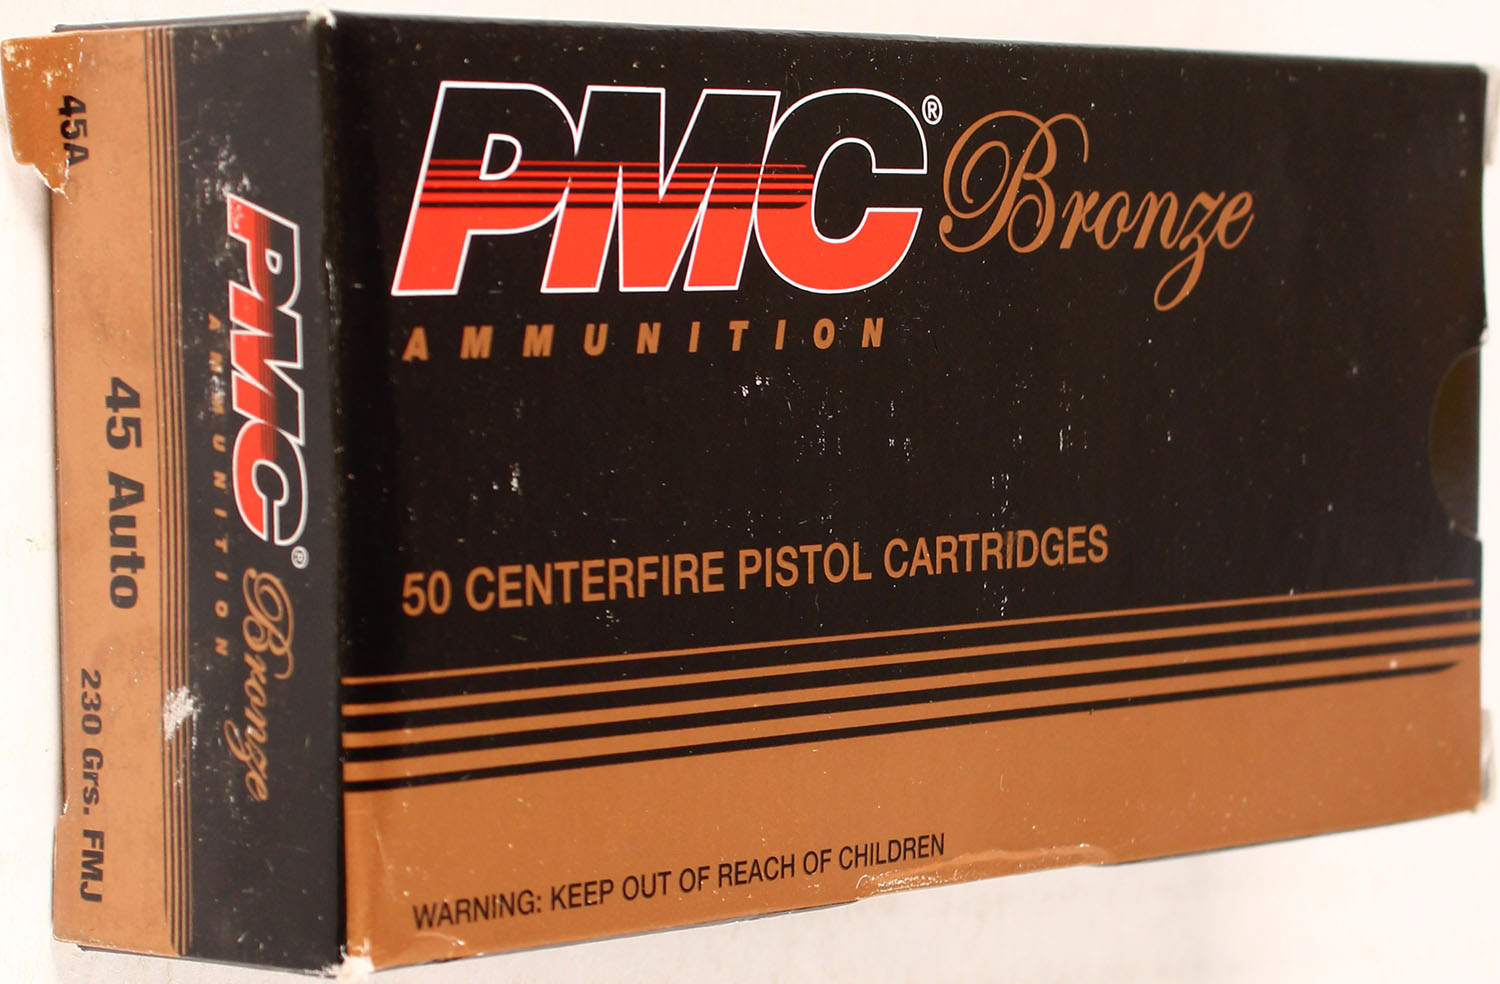 PMC® Bronze
AMMUNITION
50 CENTERFIRE PISTOL CARTRIDGES
WARNING: KEEP OUT OF REACH OF CHILDREN
PMC® Bronze
AMMUNITION
45A
45 Auto
230 Grs. FMJ